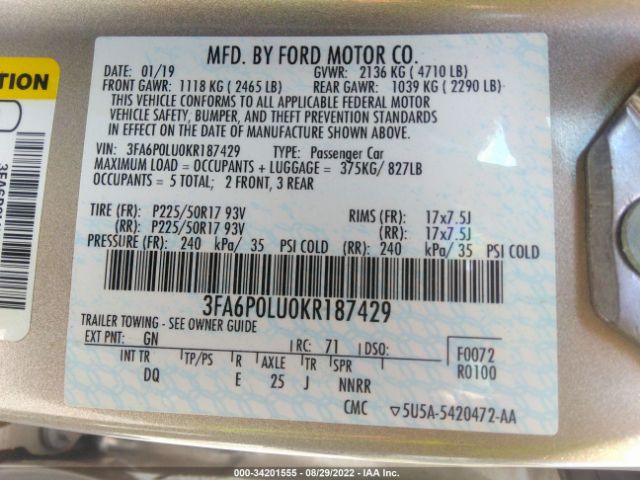 MFD. BY FORD MOTOR CO.
DATE: 01/19 GVWR: 2136 KG ( 4710 LB)
FRONT GAWR: 1118 KG ( 2465 LB) REAR GAWR: 1039 KG ( 2290 LB)
THIS VEHICLE CONFORMS TO ALL APPLICABLE FEDERAL MOTOR
VEHICLE SAFETY, BUMPER, AND THEFT PREVENTION STANDARDS
IN EFFECT ON THE DATE OF MANUFACTURE SHOWN ABOVE.
VIN: 3FA6P0LU0KR187429 TYPE: Passenger Car
MAXIMUM LOAD = OCCUPANTS + LUGGAGE = 375KG/ 827LB
OCCUPANTS = 5 TOTAL; 2 FRONT, 3 REAR
TIRE (FR): P225/50R17 93V RIMS (FR): 17x7.5J
(RR): P225/50R17 93V (RR): 17x7.5J
PRESSURE (FR): 240 kPa/ 35 PSI COLD (RR): 240 kPa/ 35 PSI COLD
3FA6P0LU0KR187429
TRAILER TOWING - SEE OWNER GUIDE
EXT PNT: GN RC: 71 DSO: F0072
R0100
INT TR TP/PS R AXLE TR SPR
DQ E 25 J NNRR
CMC ▽5U5A-5420472-AA
000-34201555 - 08/29/2022 - IAA Inc.